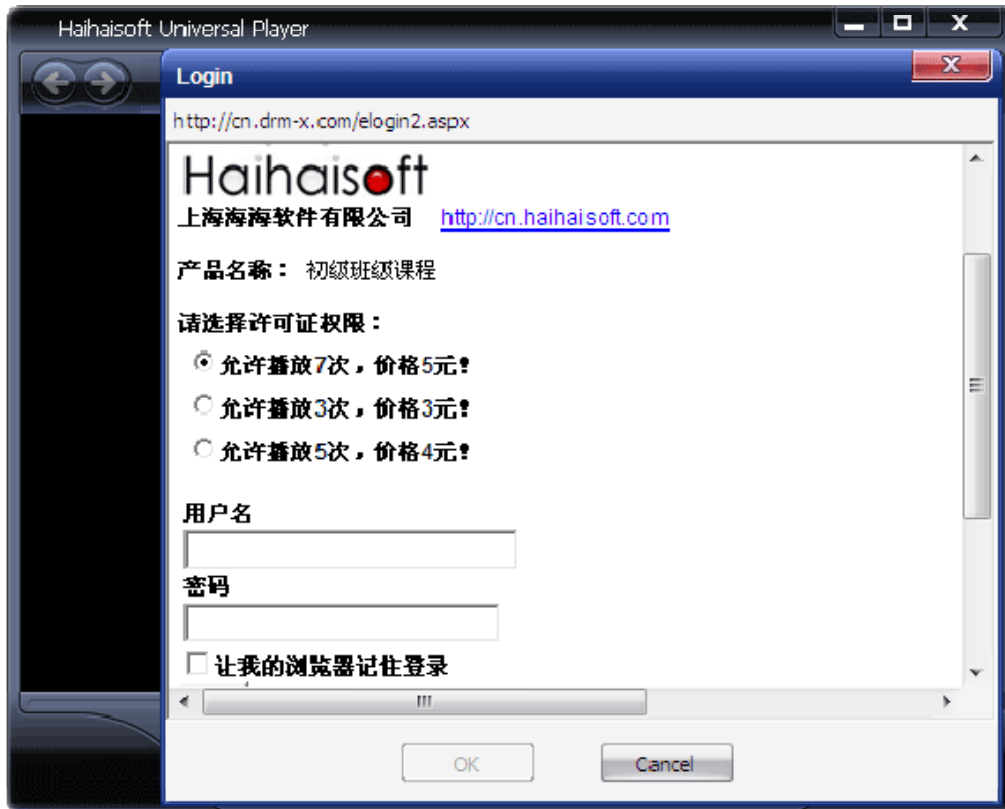 Haihaisoft Universal Player
Login
http://cn.drm-x.com/elogin2.aspx
Haihaisoft
上海海海软件有限公司 http://cn.haihaisoft.com
产品名称： 初级班级课程
请选择许可证权限：
允许播放7次，价格5元！
允许播放3次，价格3元！
允许播放5次，价格4元！
用户名
密码
让我的浏览器记住登录
OK Cancel